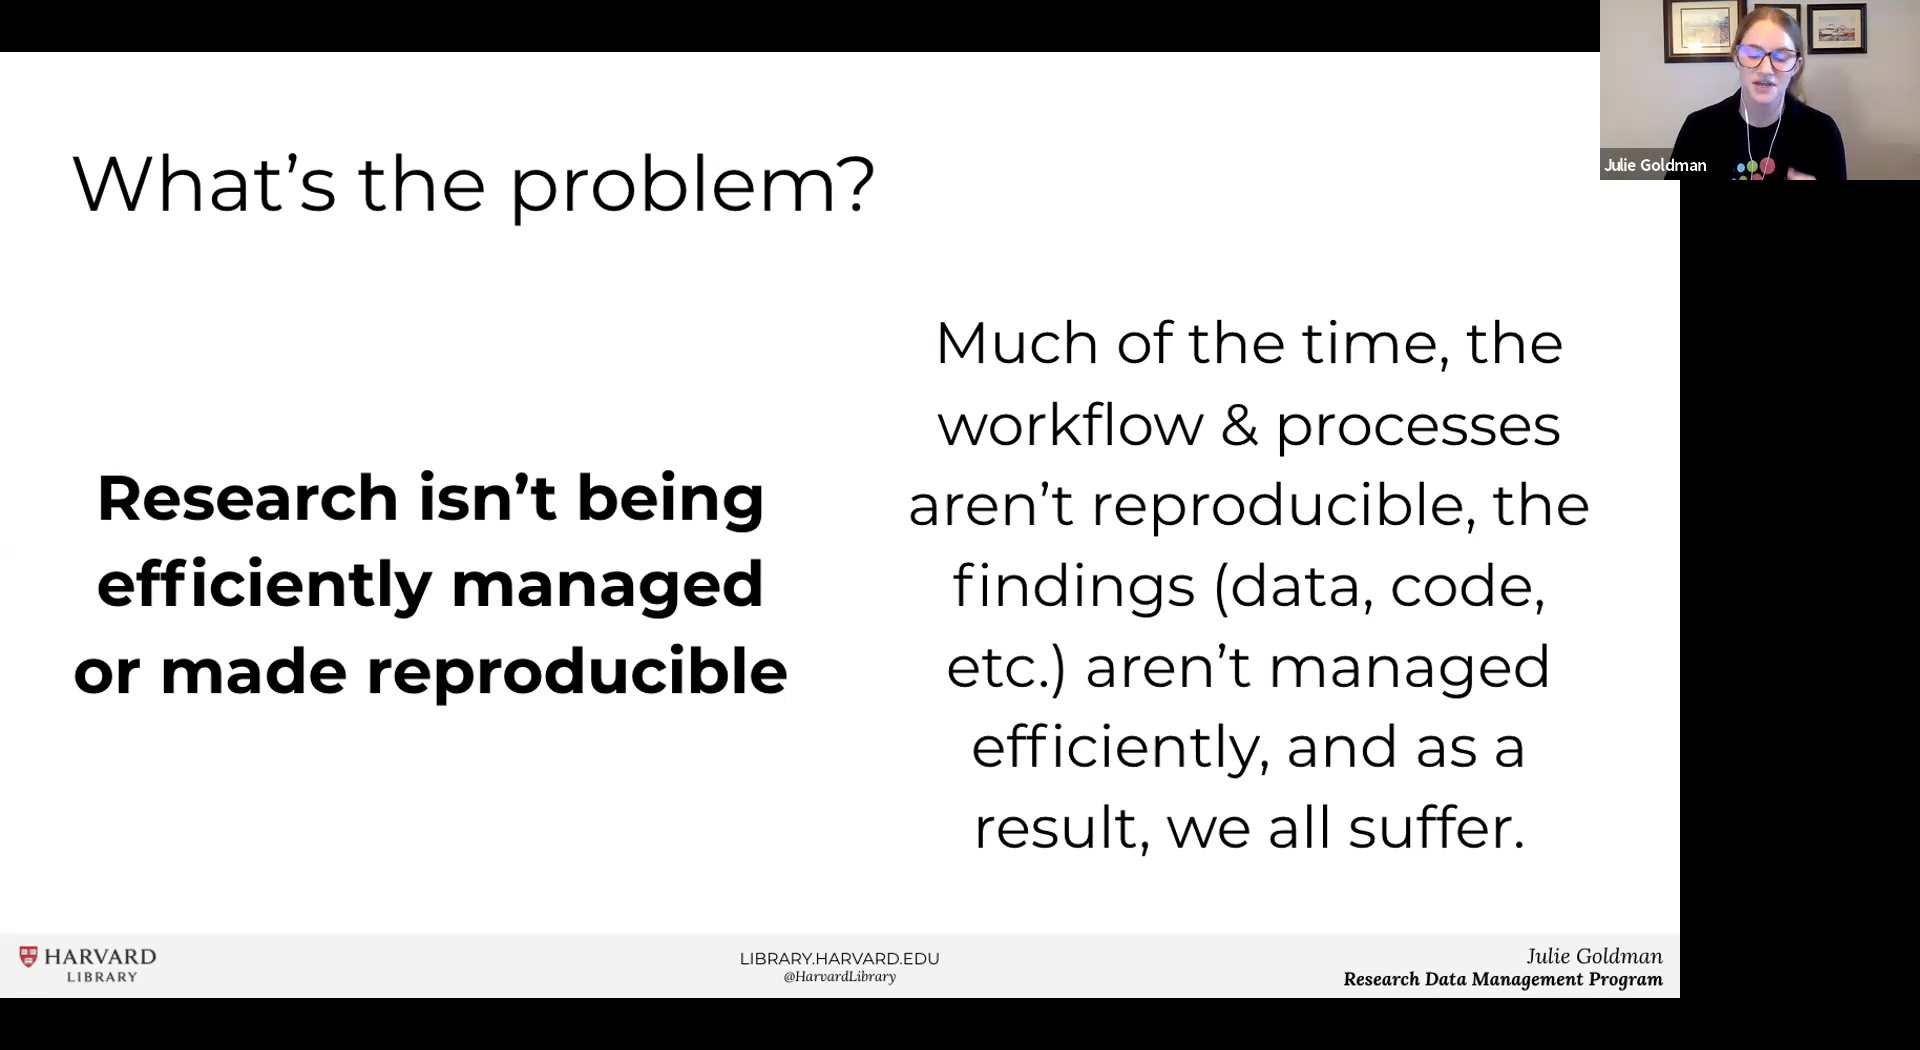 What’s the problem?
Research isn’t being
efficiently managed
or made reproducible
Much of the time, the
workflow & processes
aren’t reproducible, the
findings (data, code,
etc.) aren’t managed
efficiently, and as a
result, we all suffer.
HARVARD
LIBRARY
LIBRARY.HARVARD.EDU
@HarvardLibrary
Julie Goldman
Research Data Management Program
Julie Goldman